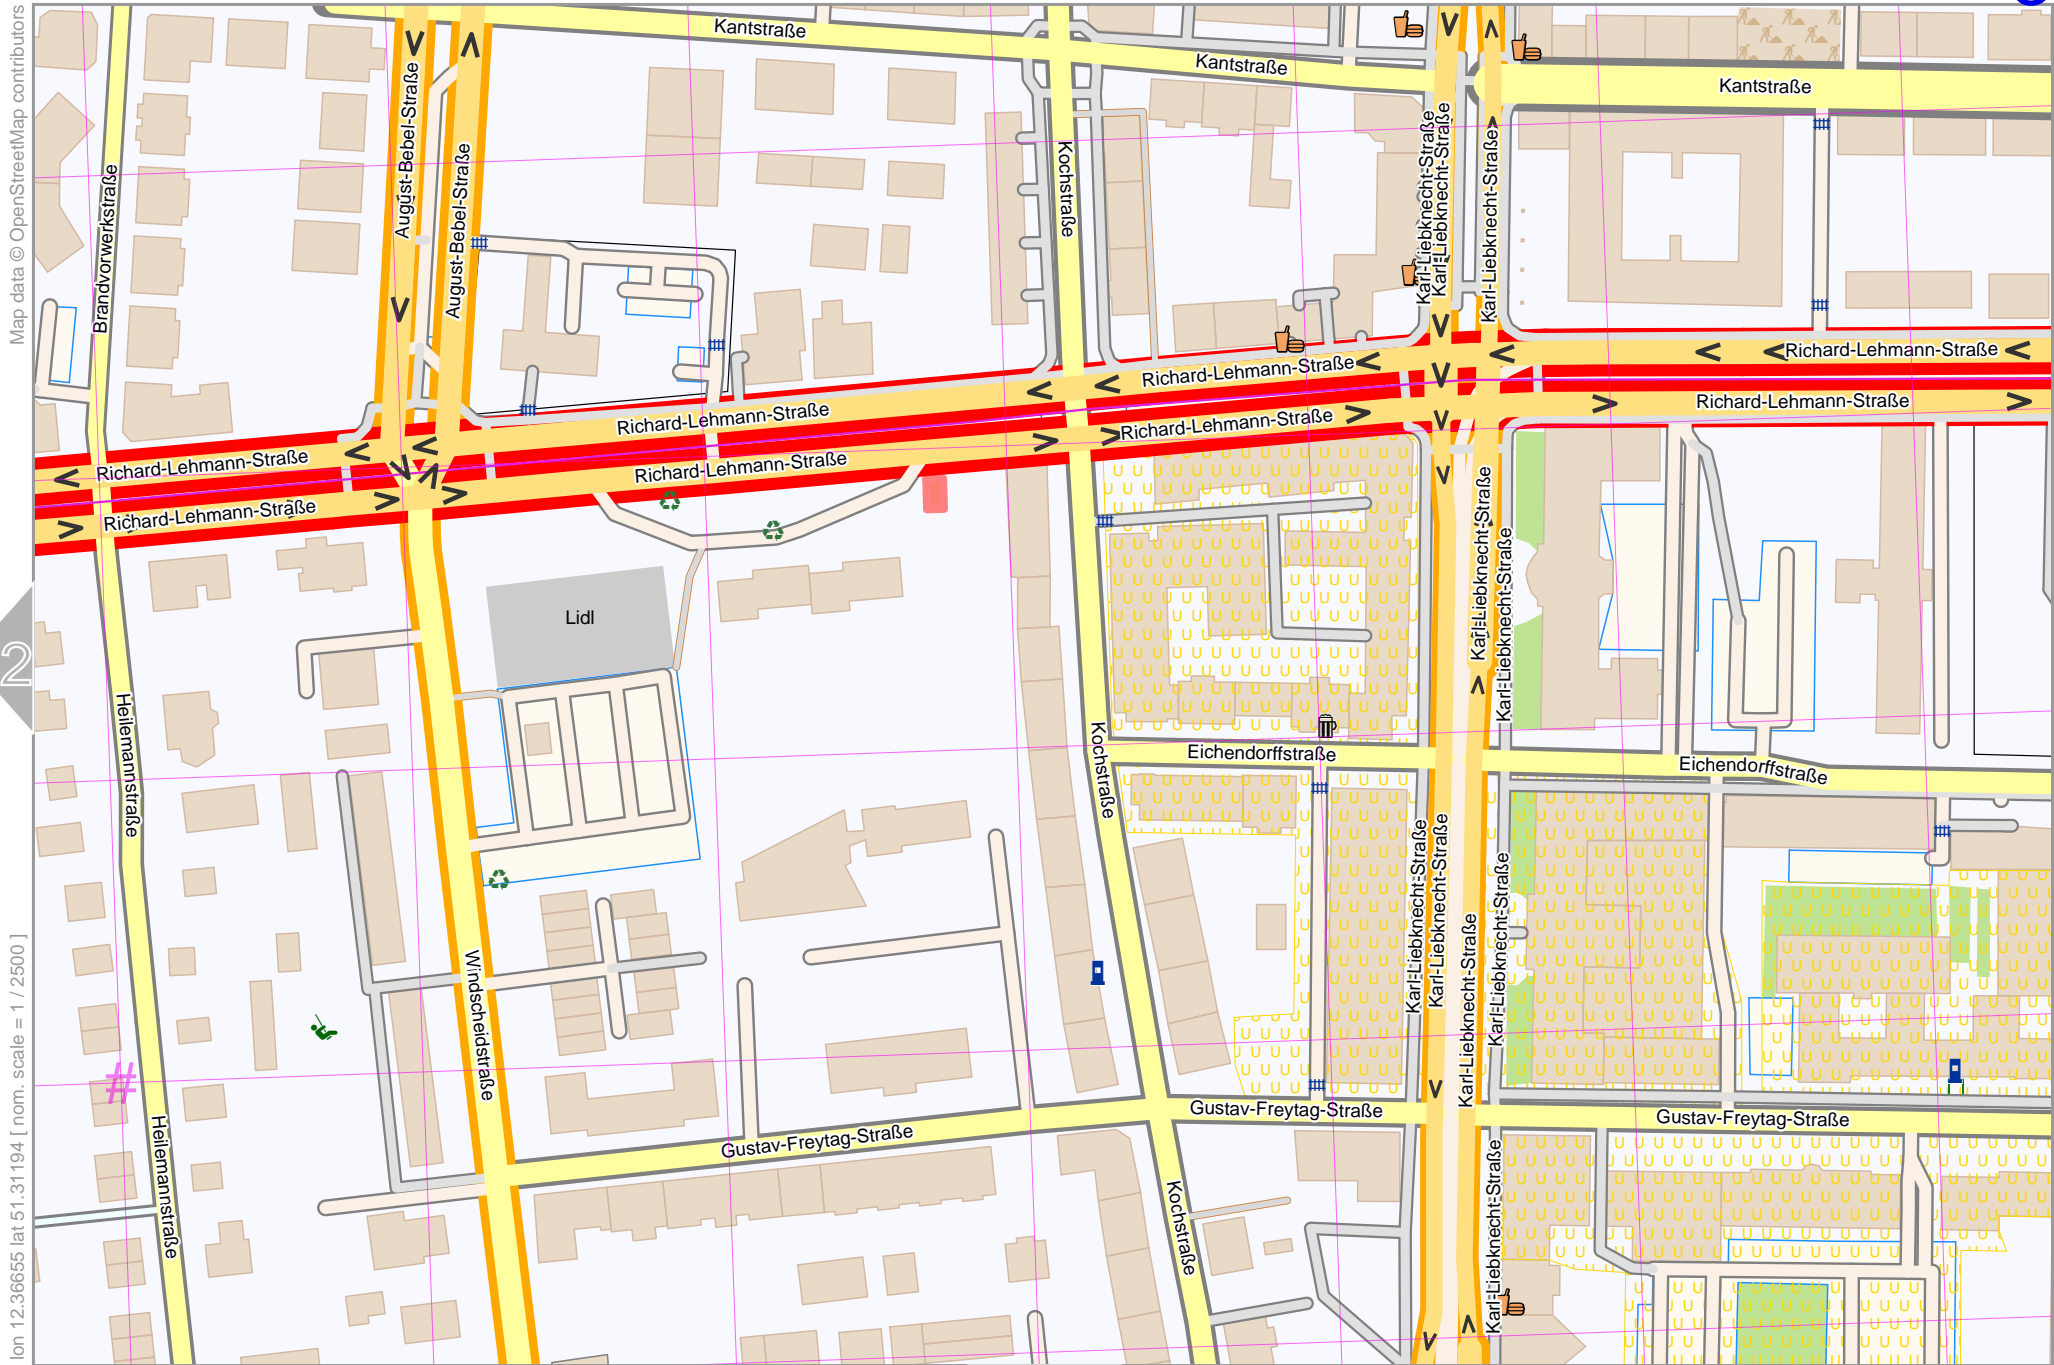 Kantstraße
Kantstraße
Kantstraße
Map data © OpenStreetMap contributors
August-Bebel-Straße
August-Bebel-Straße
Brandvorwerkstraße
Kochstraße
Karl-Liebknecht-Straße
Karl-Liebknecht-Straße
Karl-Liebknecht-Straße
Richard-Lehmann-Straße
Richard-Lehmann-Straße
Richard-Lehmann-Straße
Richard-Lehmann-Straße
Richard-Lehmann-Straße
Richard-Lehmann-Straße
Richard-Lehmann-Straße
Richard-Lehmann-Straße
Karl-Liebknecht-Straße
Karl-Liebknecht-Straße
Lidl
2
Heilemannstraße
Kochstraße
Eichendorffstraße
Eichendorffstraße
Karl-Liebknecht-Straße
Karl-Liebknecht-Straße
Karl-Liebknecht-Straße
Karl-Liebknecht-Straße
Windscheidstraße
#
Gustav-Freytag-Straße
Gustav-Freytag-Straße
Gustav-Freytag-Straße
Heilemannstraße
Kochstraße
Karl-Liebknecht-Straße
lon 12.36655 lat 51.31194 [ nom. scale = 1 / 2500 ]